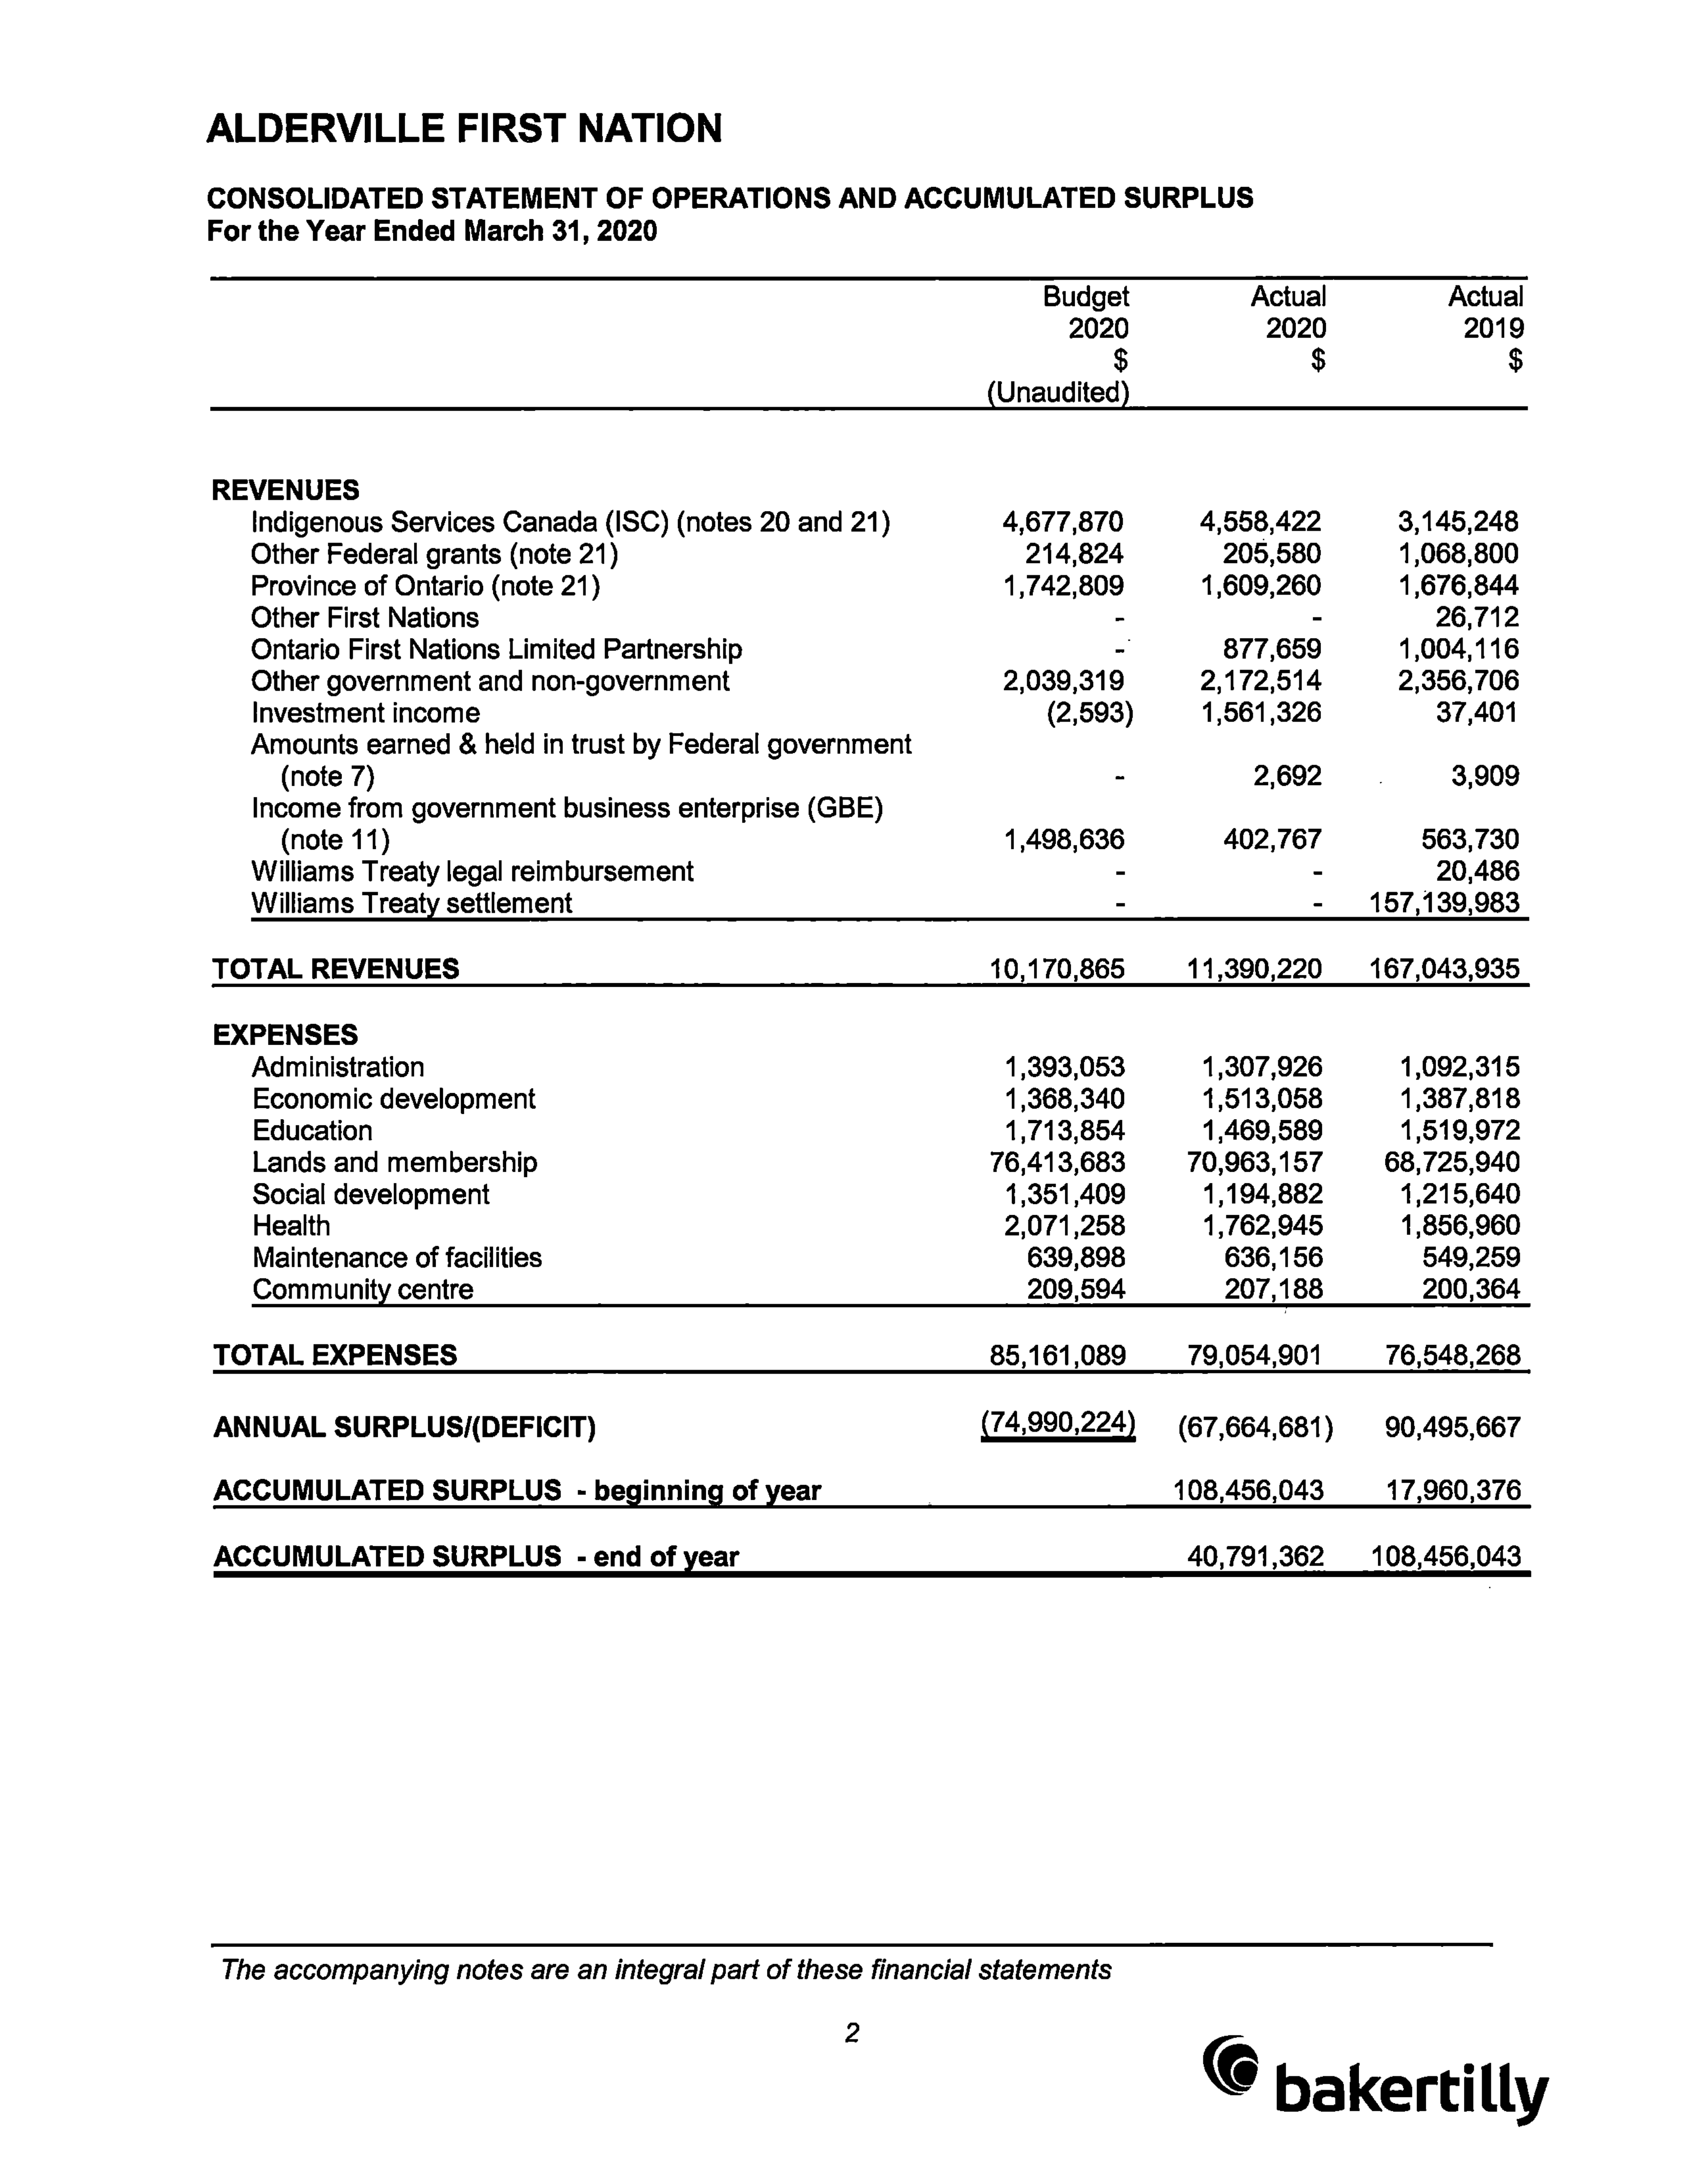 ALDERVILLE FIRST NATION
CONSOLIDATED STATEMENT OF OPERATIONS AND ACCUMULATED SURPLUS
For the Year Ended March 31, 2020
Budget Actual Actual
2020 2020 2019
$ $ $
(Unaudited)
REVENUES
Indigenous Services Canada (ISC) (notes 20 and 21) 4,677,870 4,558,422 3,145,248
Other Federal grants (note 21) 214,824 205,580 1,068,800
Province of Ontario (note 21) 1,742,809 1,609,260 1,676,844
Other First Nations - - 26,712
Ontario First Nations Limited Partnership - 877,659 1,004,116
Other government and non-government 2,039,319 2,172,514 2,356,706
Investment income (2,593) 1,561,326 37,401
Amounts earned & held in trust by Federal government
(note 7) - 2,692 3,909
Income from government business enterprise (GBE)
(note 11) 1,498,636 402,767 563,730
Williams Treaty legal reimbursement - - 20,486
Williams Treaty settlement - - 157,139,983
TOTAL REVENUES 10,170,865 11,390,220 167,043,935
EXPENSES
Administration 1,393,053 1,307,926 1,092,315
Economic development 1,368,340 1,513,058 1,387,818
Education 1,713,854 1,469,589 1,519,972
Lands and membership 76,413,683 70,963,157 68,725,940
Social development 1,351,409 1,194,882 1,215,640
Health 2,071,258 1,762,945 1,856,960
Maintenance of facilities 639,898 636,156 549,259
Community centre 209,594 207,188 200,364
TOTAL EXPENSES 85,161,089 79,054,901 76,548,268
ANNUAL SURPLUS/(DEFICIT) (74,990,224) (67,664,681) 90,495,667
ACCUMULATED SURPLUS - beginning of year 108,456,043 17,960,376
ACCUMULATED SURPLUS - end of year 40,791,362 108,456,043
The accompanying notes are an integral part of these financial statements
2
bakertilly